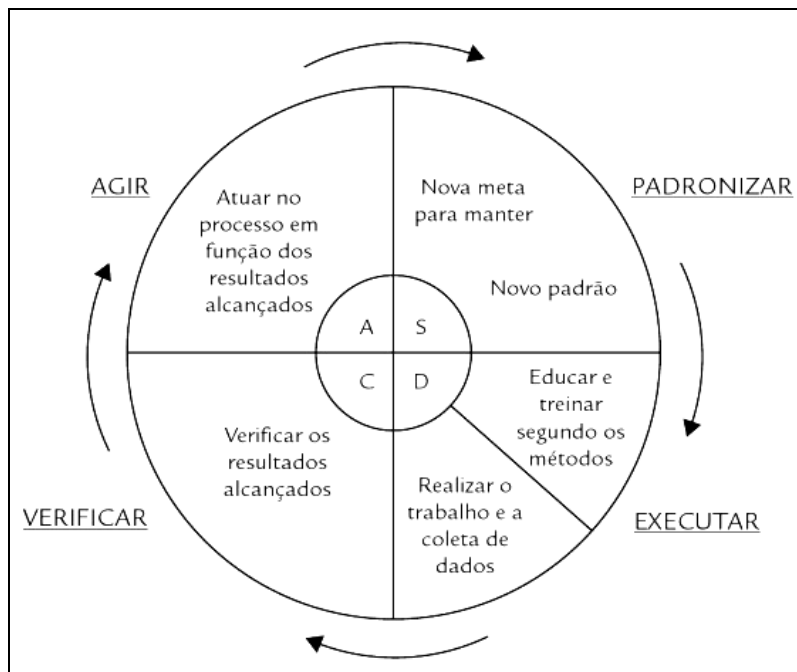 AGIR
Atuar no
processo em
função dos
resultados
alcançados
Nova meta
para manter
Novo padrão
PADRONIZAR
A
S
C
D
Educar e
treinar
segundo os
métodos
Realizar o
trabalho e a
coleta de
dados
EXECUTAR
Verificar os
resultados
alcançados
VERIFICAR